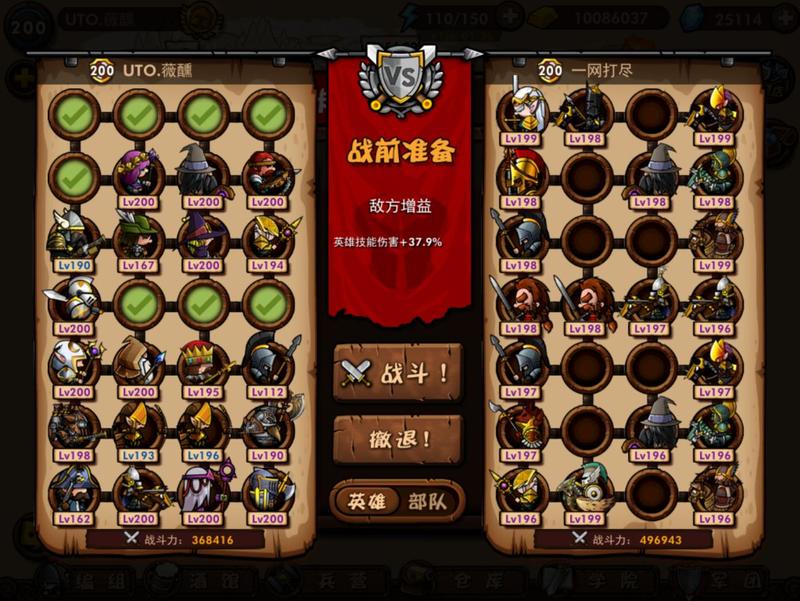 200 UTO.薇醺 110/150 10086037 25114
200 UTO.薇醺
VS
200 一网打尽
战前准备
敌方增益
英雄技能伤害+37.9%
Lv200 Lv200 Lv200
Lv190 Lv167 Lv200 Lv194
Lv200
Lv200 Lv200 Lv195 Lv112
Lv198 Lv193 Lv196 Lv190
Lv162 Lv200 Lv200 Lv200
战斗力: 368416
战斗!
撤退!
英雄 部队
Lv199 Lv198 Lv199
Lv198 Lv198 Lv198
Lv198 Lv199
Lv198 Lv198 Lv197 Lv196
Lv197 Lv197
Lv197 Lv196 Lv196
Lv196 Lv199 Lv196
战斗力: 496943
编组 酒馆 兵营 仓库 学院 军团